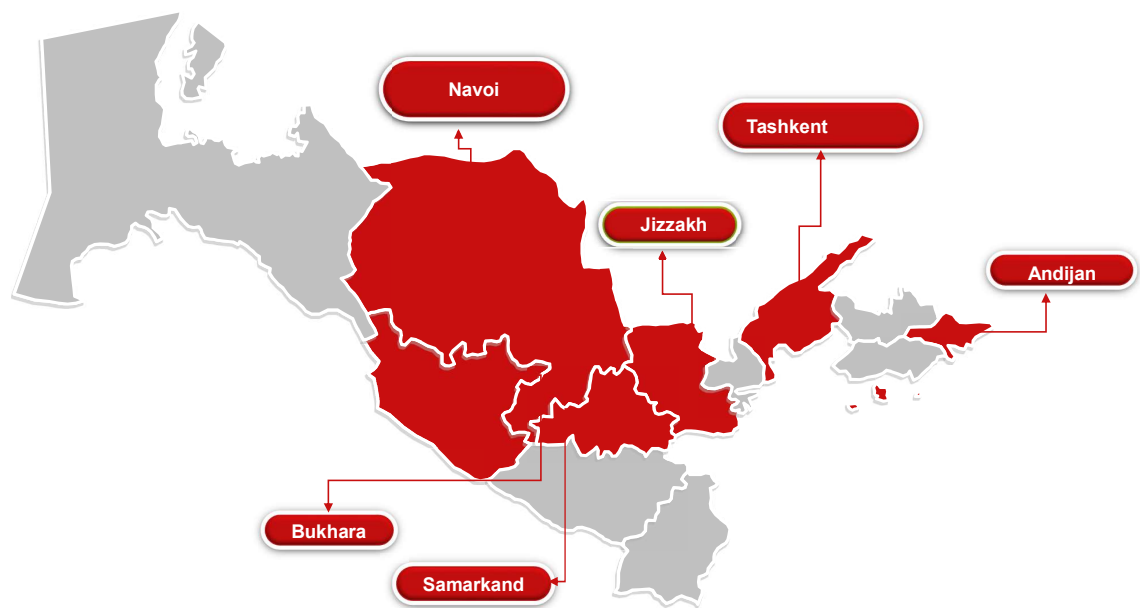 Navoi
Tashkent
Jizzakh
Andijan
Bukhara
Samarkand